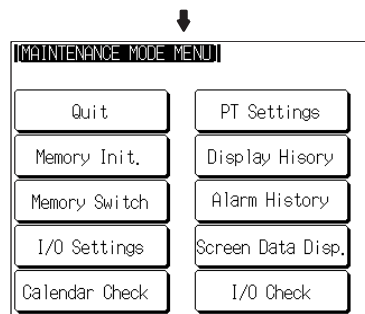 [MAINTENANCE MODE MENU]
Quit
PT Settings
Memory Init.
Display Hisory
Memory Switch
Alarm History
I/O Settings
Screen Data Disp.
Calendar Check
I/O Check